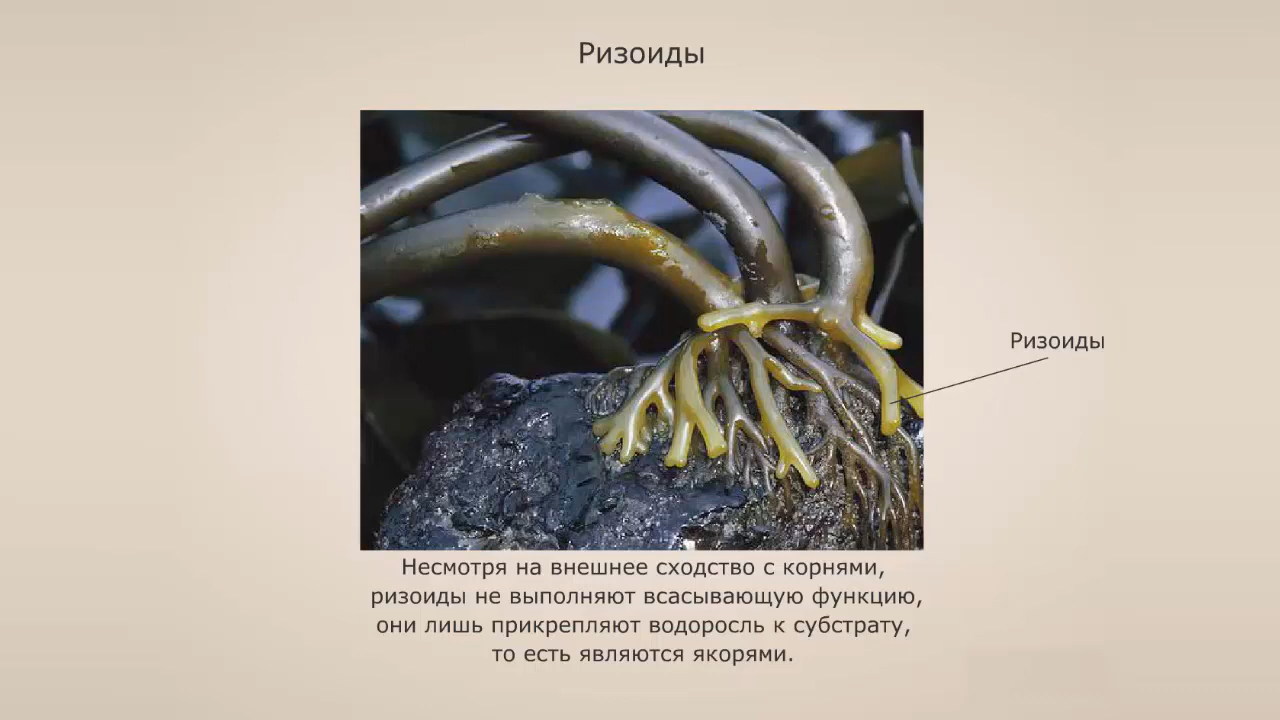 Ризоиды
Ризоиды
Несмотря на внешнее сходство с корнями,
ризоиды не выполняют всасывающую функцию,
они лишь прикрепляют водоросль к субстрату,
то есть являются якорями.